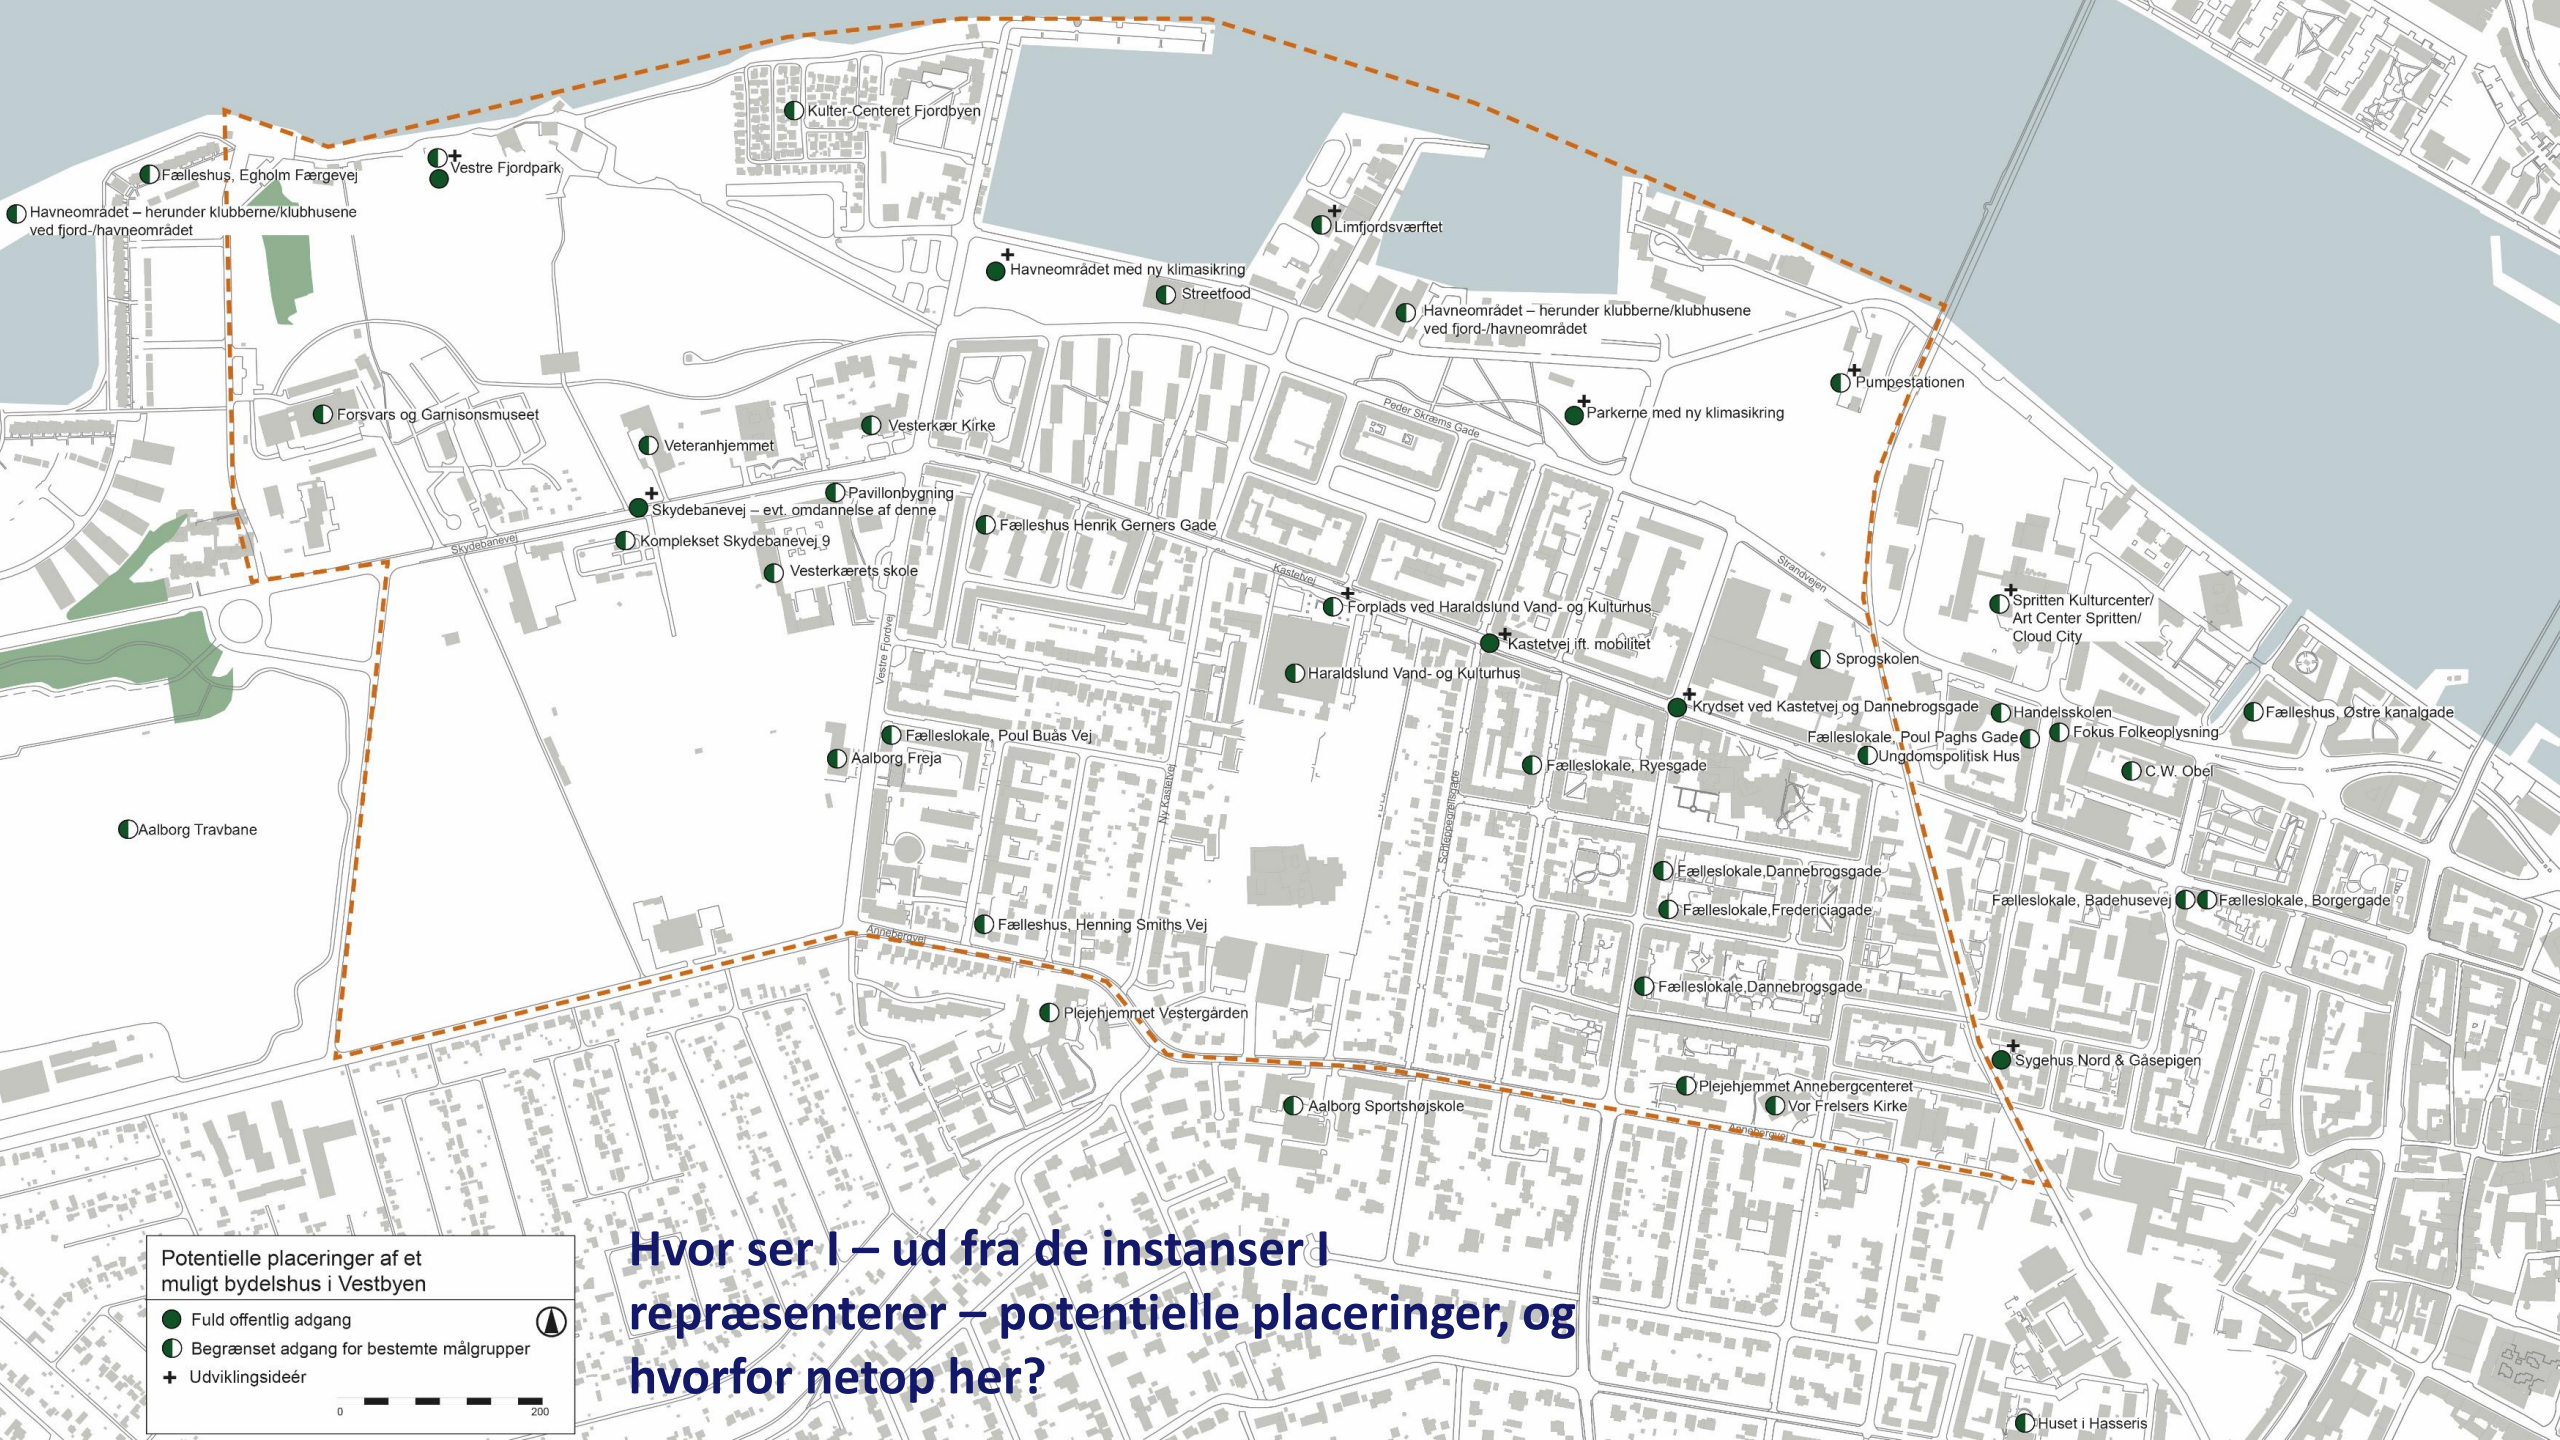 Kulter-Centeret Fjordbyen
Vestre Fjordpark
Fælleshus, Egholm Færgevej
Havneområdet – herunder klubberne/klubhusene
ved fjord-/havneområdet
Limfjordsværftet
Havneområdet med ny klimasikring
Streetfood
Havneområdet – herunder klubberne/klubhusene
ved fjord-/havneområdet
Pumpestationen
Peder Skræms Gade
Parkerne med ny klimasikring
Forsvars og Garnisonsmuseet
Vesterkær Kirke
Veteranhjemmet
Pavillonbygning
Skydebanevej – evt. omdannelse af denne
Fælleshus Henrik Gerners Gade
Skydebanevej
Komplekset Skydebanevej 9
Vesterkærets skole
Kastetvej
Strandvejen
Forplads ved Haraldslund Vand- og Kulturhus
Spritten Kulturcenter/
Art Center Spritten/
Cloud City
Kastetvej ift. mobilitet
Vestre Fjordvej
Sprogskolen
Haraldslund Vand- og Kulturhus
Krydset ved Kastetvej og Dannebrogsgade
Handelsskolen
Fælleshus, Østre kanalgade
Fælleslokale, Poul Buas Vej
Fælleslokale, Poul Paghs Gade
Fokus Folkeoplysning
Aalborg Freja
Ungdomspolitisk Hus
Fælleslokale, Ryesgade
C.W. Obel
Ny Kastetvej
Schleppegrellsgade
Aalborg Travbane
Fælleslokale,Dannebrogsgade
Fælleslokale, Badehusevej
Fælleslokale, Borgergade
Fælleslokale,Fredericiagade
Fælleshus, Henning Smiths Vej
Annebergvej
Fælleslokale,Dannebrogsgade
Plejehjemmet Vestergården
Sygehus Nord & Gåsepigen
Plejehjemmet Annebergcenteret
Aalborg Sportshøjskole
Vor Frelsers Kirke
Annebergvej
Hvor ser I – ud fra de instanser I
repræsenterer – potentielle placeringer, og
hvorfor netop her?
Potentielle placeringer af et
muligt bydelshus i Vestbyen
Fuld offentlig adgang
Begrænset adgang for bestemte målgrupper
Udviklingsideér
0 200
Huset i Hasseris